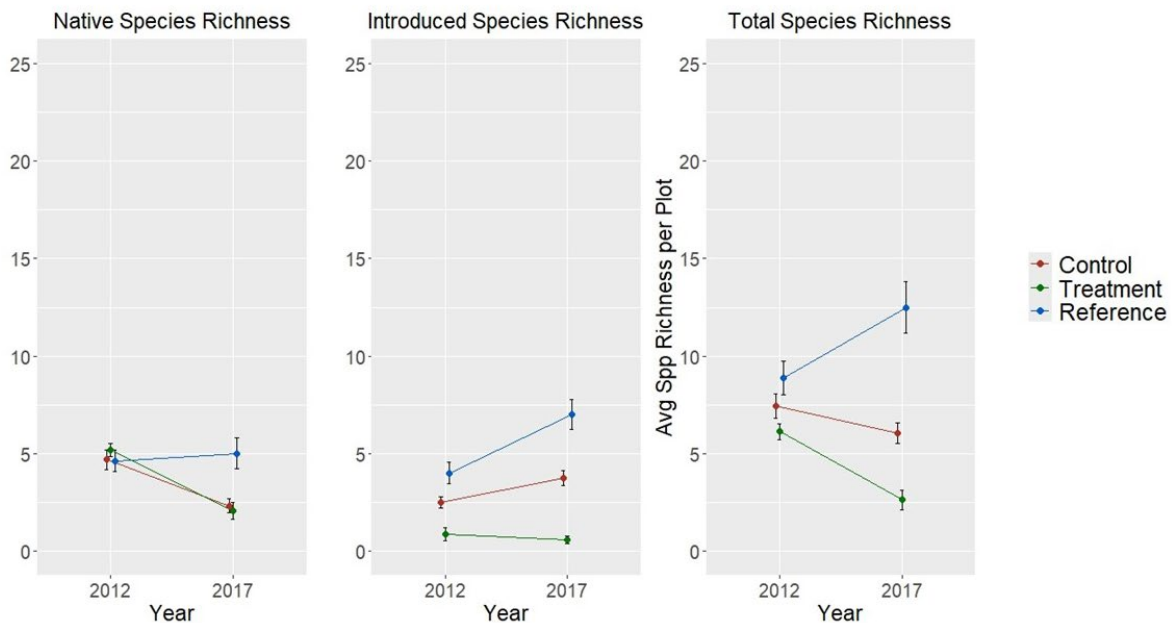 Native Species Richness
Introduced Species Richness
Total Species Richness
25
20
15
10
5
0
2012
2017
Year
25
20
15
10
5
0
2012
2017
Year
Avg Spp Richness per Plot
25
20
15
10
5
0
2012
2017
Year
Control
Treatment
Reference